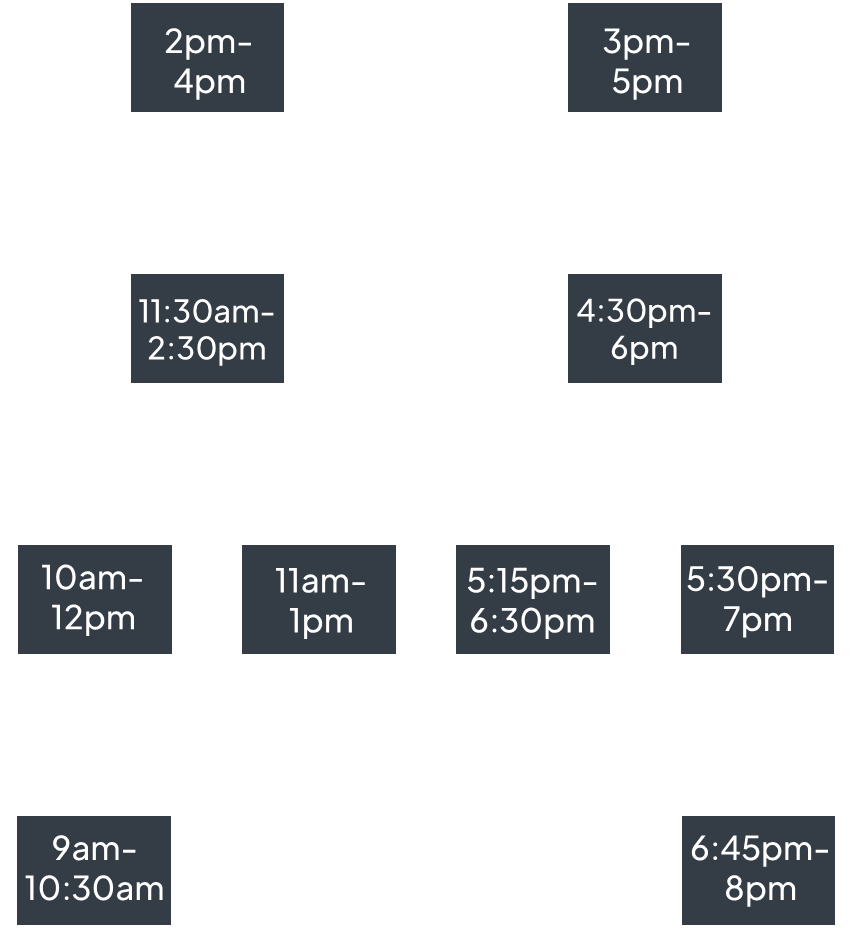 2pm-
4pm
3pm-
5pm
11:30am-
2:30pm
4:30pm-
6pm
10am-
12pm
11am-
1pm
5:15pm-
6:30pm
5:30pm-
7pm
9am-
10:30am
6:45pm-
8pm